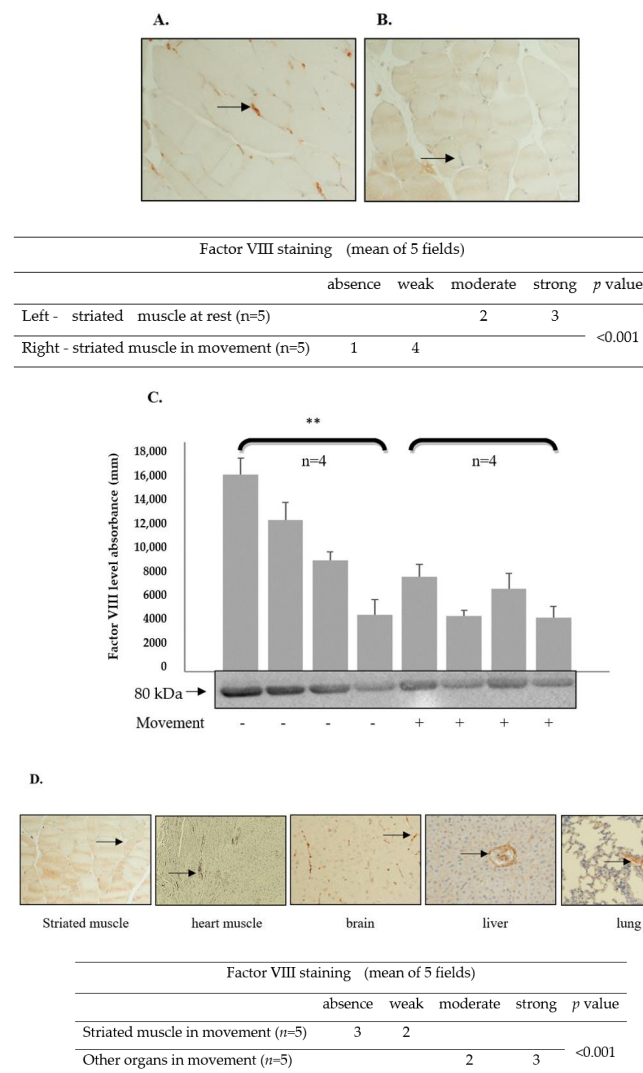 A.
B.
Factor VIII staining (mean of 5 fields)
absence weak moderate strong p value
Left - striated muscle at rest (n=5) 2 3
<0.001
Right - striated muscle in movement (n=5) 1 4
C.
**
n=4 n=4
Factor VIII level absorbance (mm)
18,000
16,000
14,000
12,000
10,000
8000
6000
4000
2000
0
80 kDa
Movement - - - - + + + +
D.
Striated muscle heart muscle brain liver lung
Factor VIII staining (mean of 5 fields)
absence weak moderate strong p value
Striated muscle in movement (n=5) 3 2
<0.001
Other organs in movement (n=5) 2 3